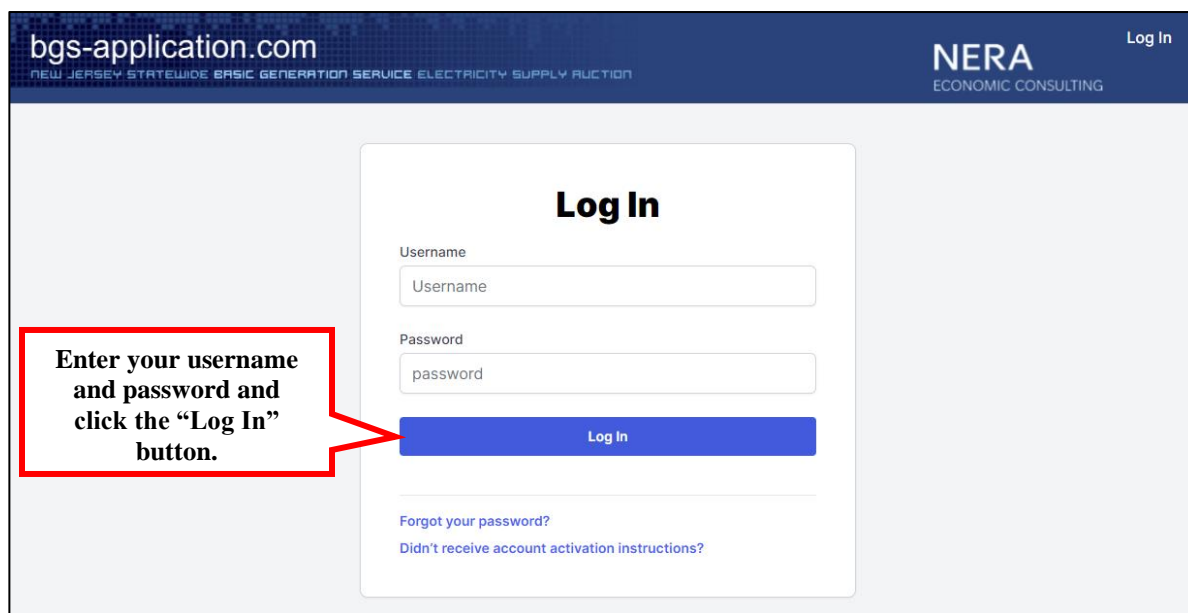 bgs-application.com
NEW JERSEY STATEWIDE BASIC GENERATION SERVICE ELECTRICITY SUPPLY AUCTION
NERA
ECONOMIC CONSULTING
Log In
Log In
Username
Username
Password
password
Log In
Forgot your password?
Didn't receive account activation instructions?
Enter your username
and password and
click the “Log In”
button.